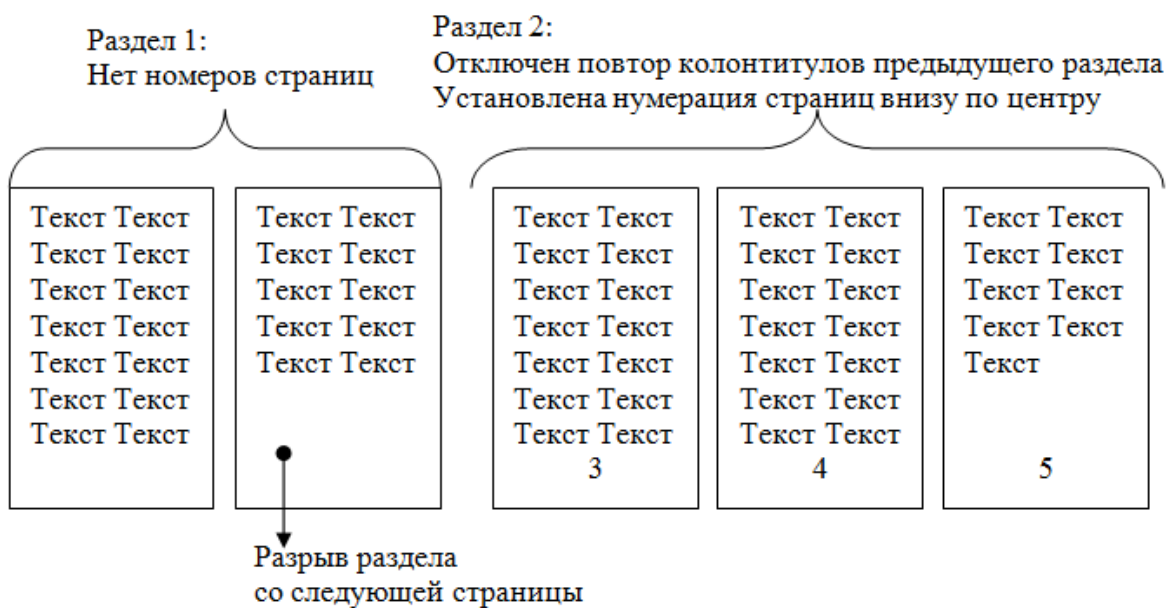 Раздел 1:
Нет номеров страниц
Раздел 2:
Отключен повтор колонтитулов предыдущего раздела
Установлена нумерация страниц внизу по центру
Текст Текст
Текст Текст
Текст Текст
Текст Текст
Текст Текст
Текст Текст
Текст Текст
Текст Текст
Текст Текст
Текст Текст
Текст Текст
Текст Текст
Разрыв раздела
со следующей страницы
Текст Текст
Текст Текст
Текст Текст
Текст Текст
Текст Текст
Текст Текст
Текст Текст
3
Текст Текст
Текст Текст
Текст Текст
Текст Текст
Текст Текст
Текст Текст
Текст Текст
4
Текст Текст
Текст Текст
Текст Текст
Текст Текст
Текст
5